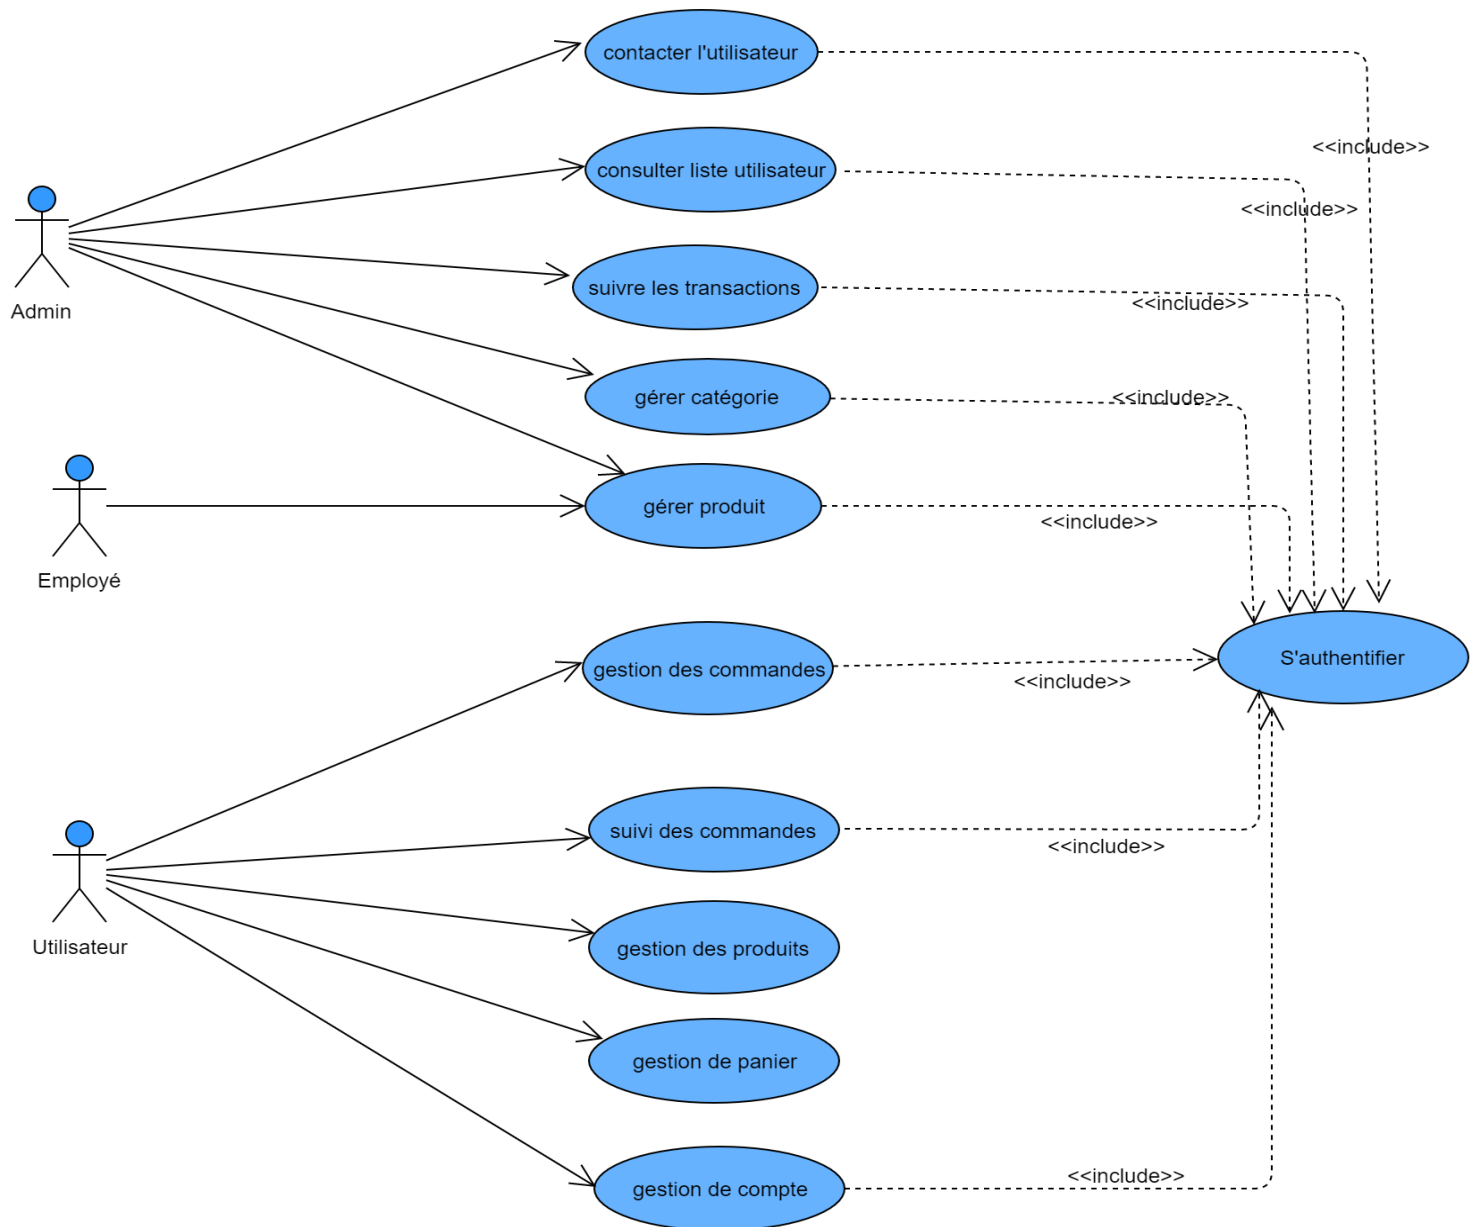 contacter l'utilisateur
<<include>>
consulter liste utilisateur
<<include>>
suivre les transactions
<<include>>
Admin
gérer catégorie
<<include>>
gérer produit
<<include>>
Employé
gestion des commandes
<<include>>
S'authentifier
suivi des commandes
<<include>>
Utilisateur
gestion des produits
gestion de panier
gestion de compte
<<include>>